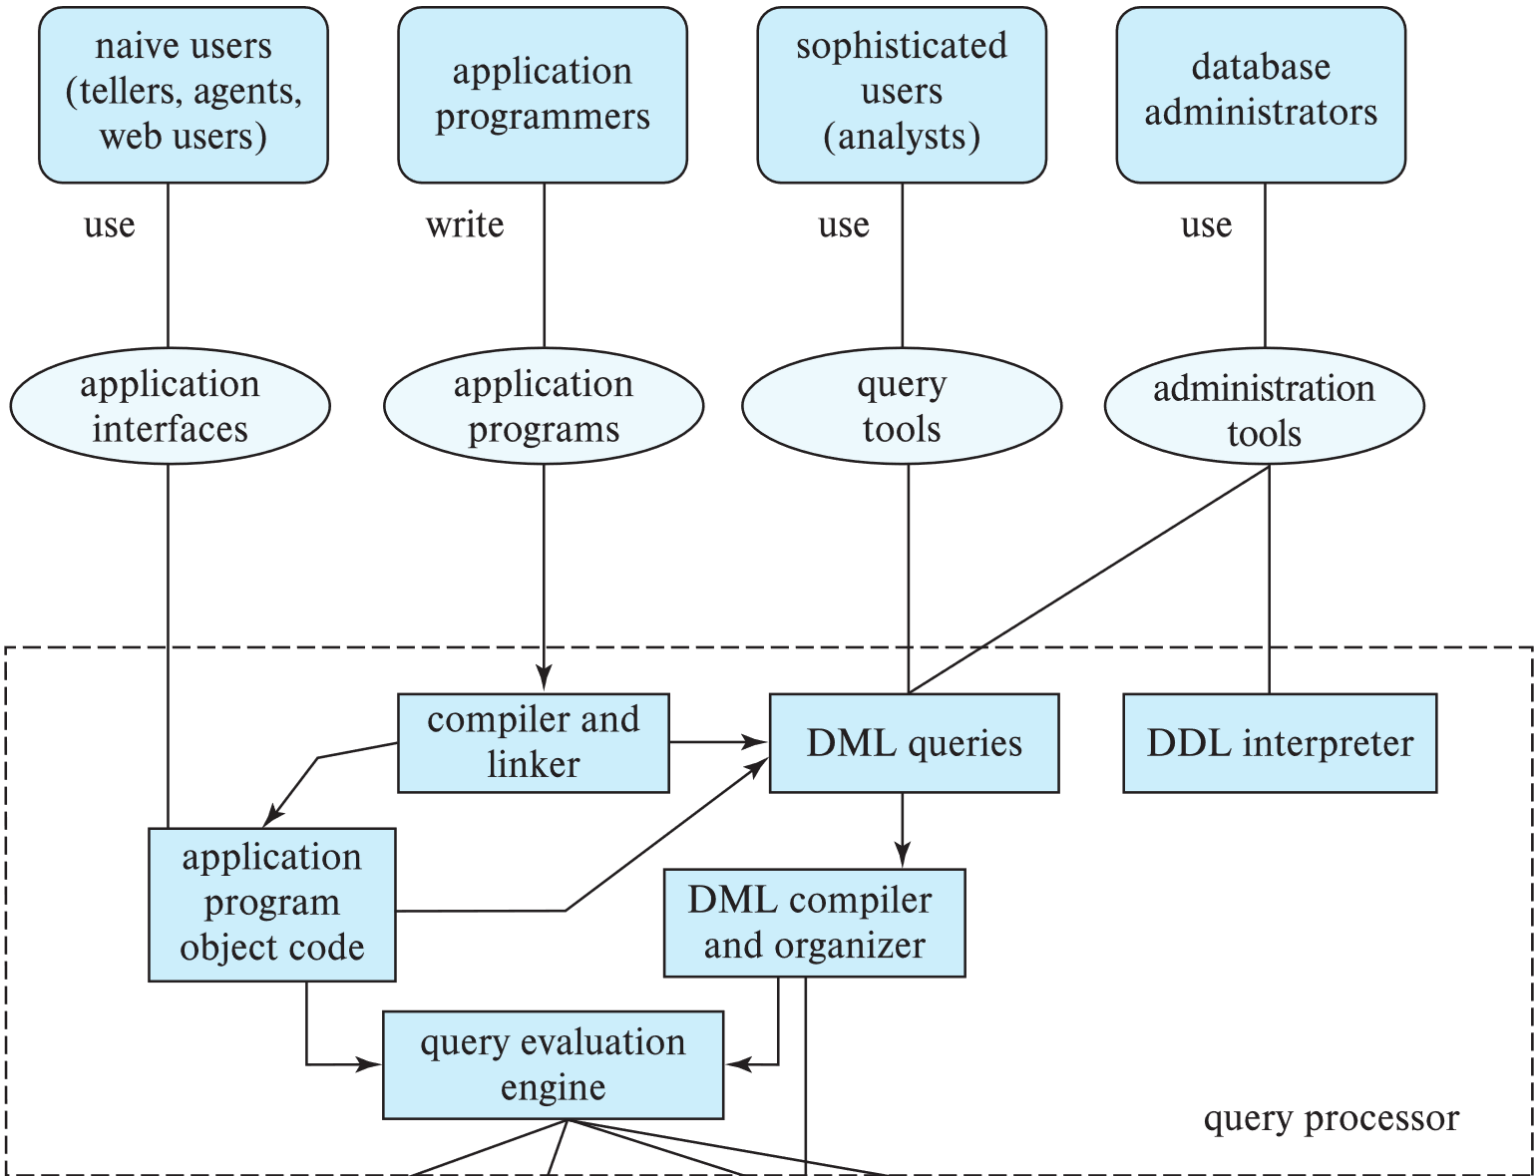 naive users
(tellers, agents,
web users)
application
programmers
sophisticated
users
(analysts)
database
administrators
use
write
use
use
application
interfaces
application
programs
query
tools
administration
tools
compiler and
linker
DML queries
DDL interpreter
application
program
object code
DML compiler
and organizer
query evaluation
engine
query processor